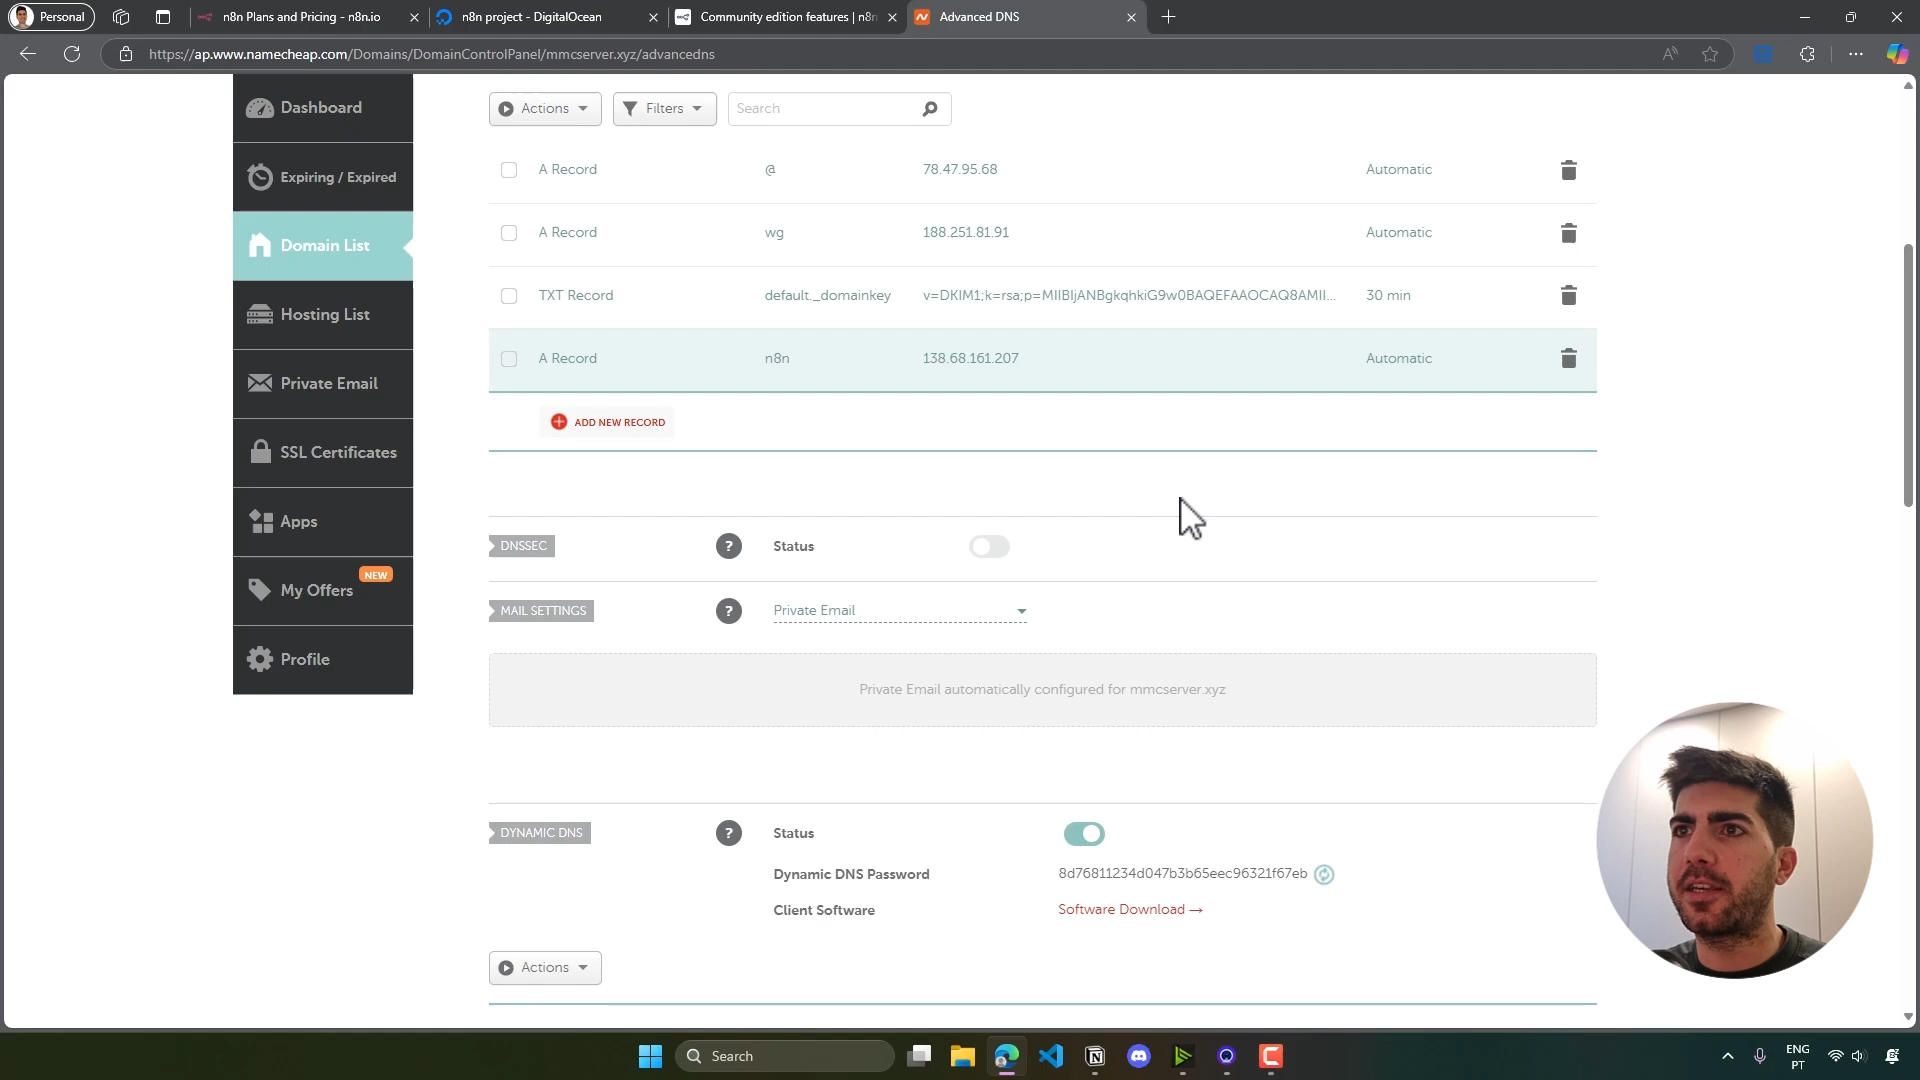 Personal
n8n Plans and Pricing - n8n.io
n8n project - DigitalOcean
Community edition features | n8n
Advanced DNS
https://ap.www.namecheap.com/Domains/DomainControlPanel/mmcserver.xyz/advancedns
Dashboard
Expiring / Expired
Domain List
Hosting List
Private Email
SSL Certificates
Apps
My Offers
NEW
Profile
Actions
Filters
Search
A Record
@
78.47.95.68
Automatic
A Record
wg
188.251.81.91
Automatic
TXT Record
default._domainkey
v=DKIM1;k=rsa;p=MIIBIjANBgkqhkiG9w0BAQEFAAOCAQ8AMII...
30 min
A Record
n8n
138.68.161.207
Automatic
ADD NEW RECORD
DNSSEC
?
Status
MAIL SETTINGS
?
Private Email
Private Email automatically configured for mmcserver.xyz
DYNAMIC DNS
?
Status
Dynamic DNS Password
8d76811234d047b3b65eec96321f67eb
Client Software
Software Download →
Actions
Search
ENG
PT